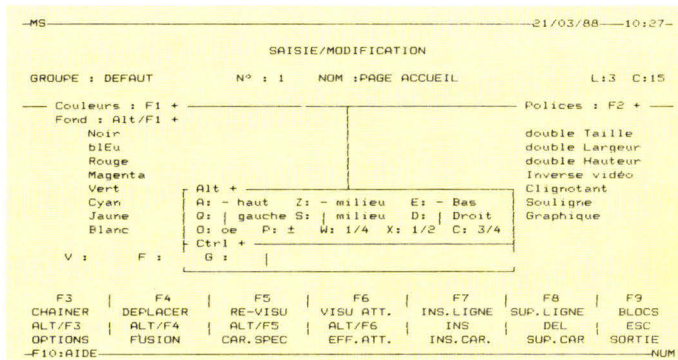 MS 21/03/88 10:27
SAISIE/MODIFICATION
GROUPE : DEFAUT N° : 1 NOM :PAGE ACCUEIL L:3 C:15
Couleurs : F1 + Polices : F2 +
Fond : Alt/F1 +
Noir double Taille
blEu double Largeur
Rouge double Hauteur
Magenta Inverse vidéo
Vert Alt + Clignotant
Cyan A: - haut Z: - milieu E: - Bas Souligne
Jaune Q: | gauche S: | milieu D: | Droit Graphique
Blanc O: oe P: ± W: 1/4 X: 1/2 C: 3/4
Ctrl +
V : F : G : |
F3 | F4 | F5 | F6 | F7 | F8 | F9
CHAINER DEPLACER RE-VISU VISU ATT. INS.LIGNE SUP.LIGNE BLOCS
ALT/F3 | ALT/F4 | ALT/F5 | ALT/F6 | INS | DEL | ESC
OPTIONS FUSION CAR.SPEC EFF.ATT. INS.CAR. SUP.CAR SORTIE
F10:AIDE NUM